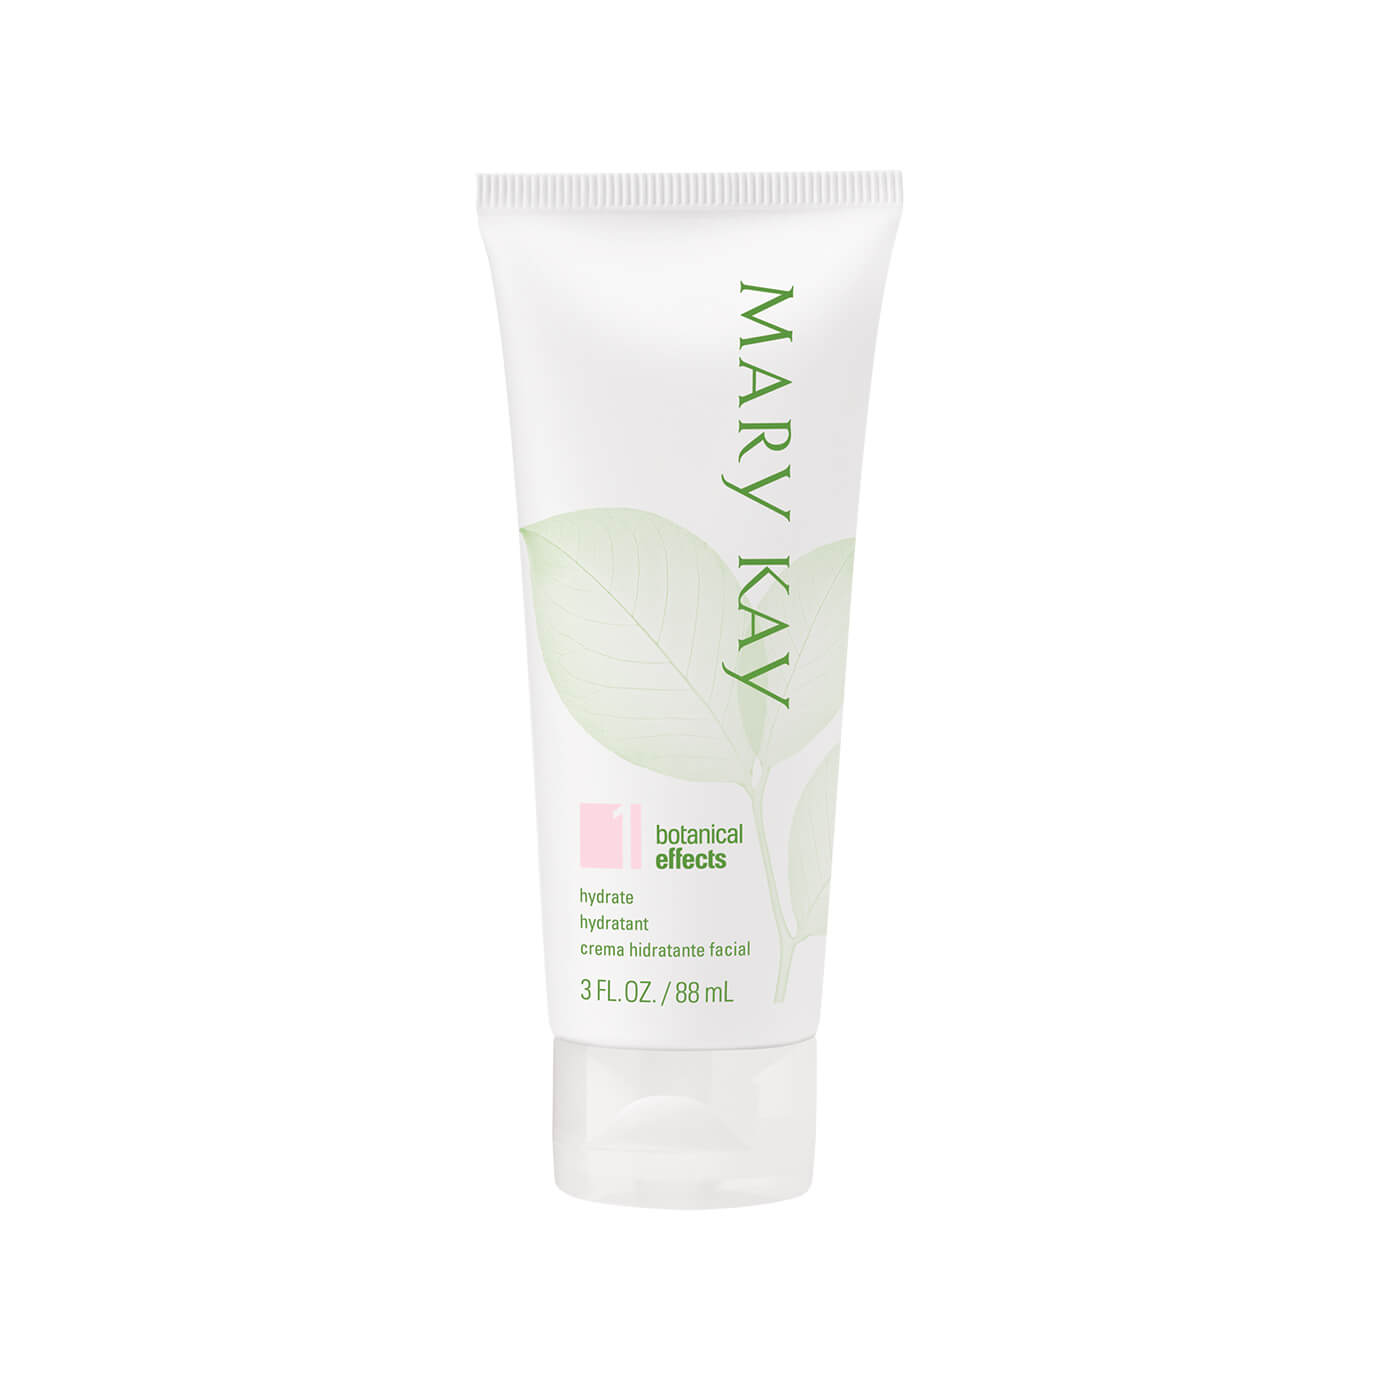 MARY KAY
1
botanical
effects
hydrate
hydratant
crema hidratante facial
3 FL. OZ. / 88 mL